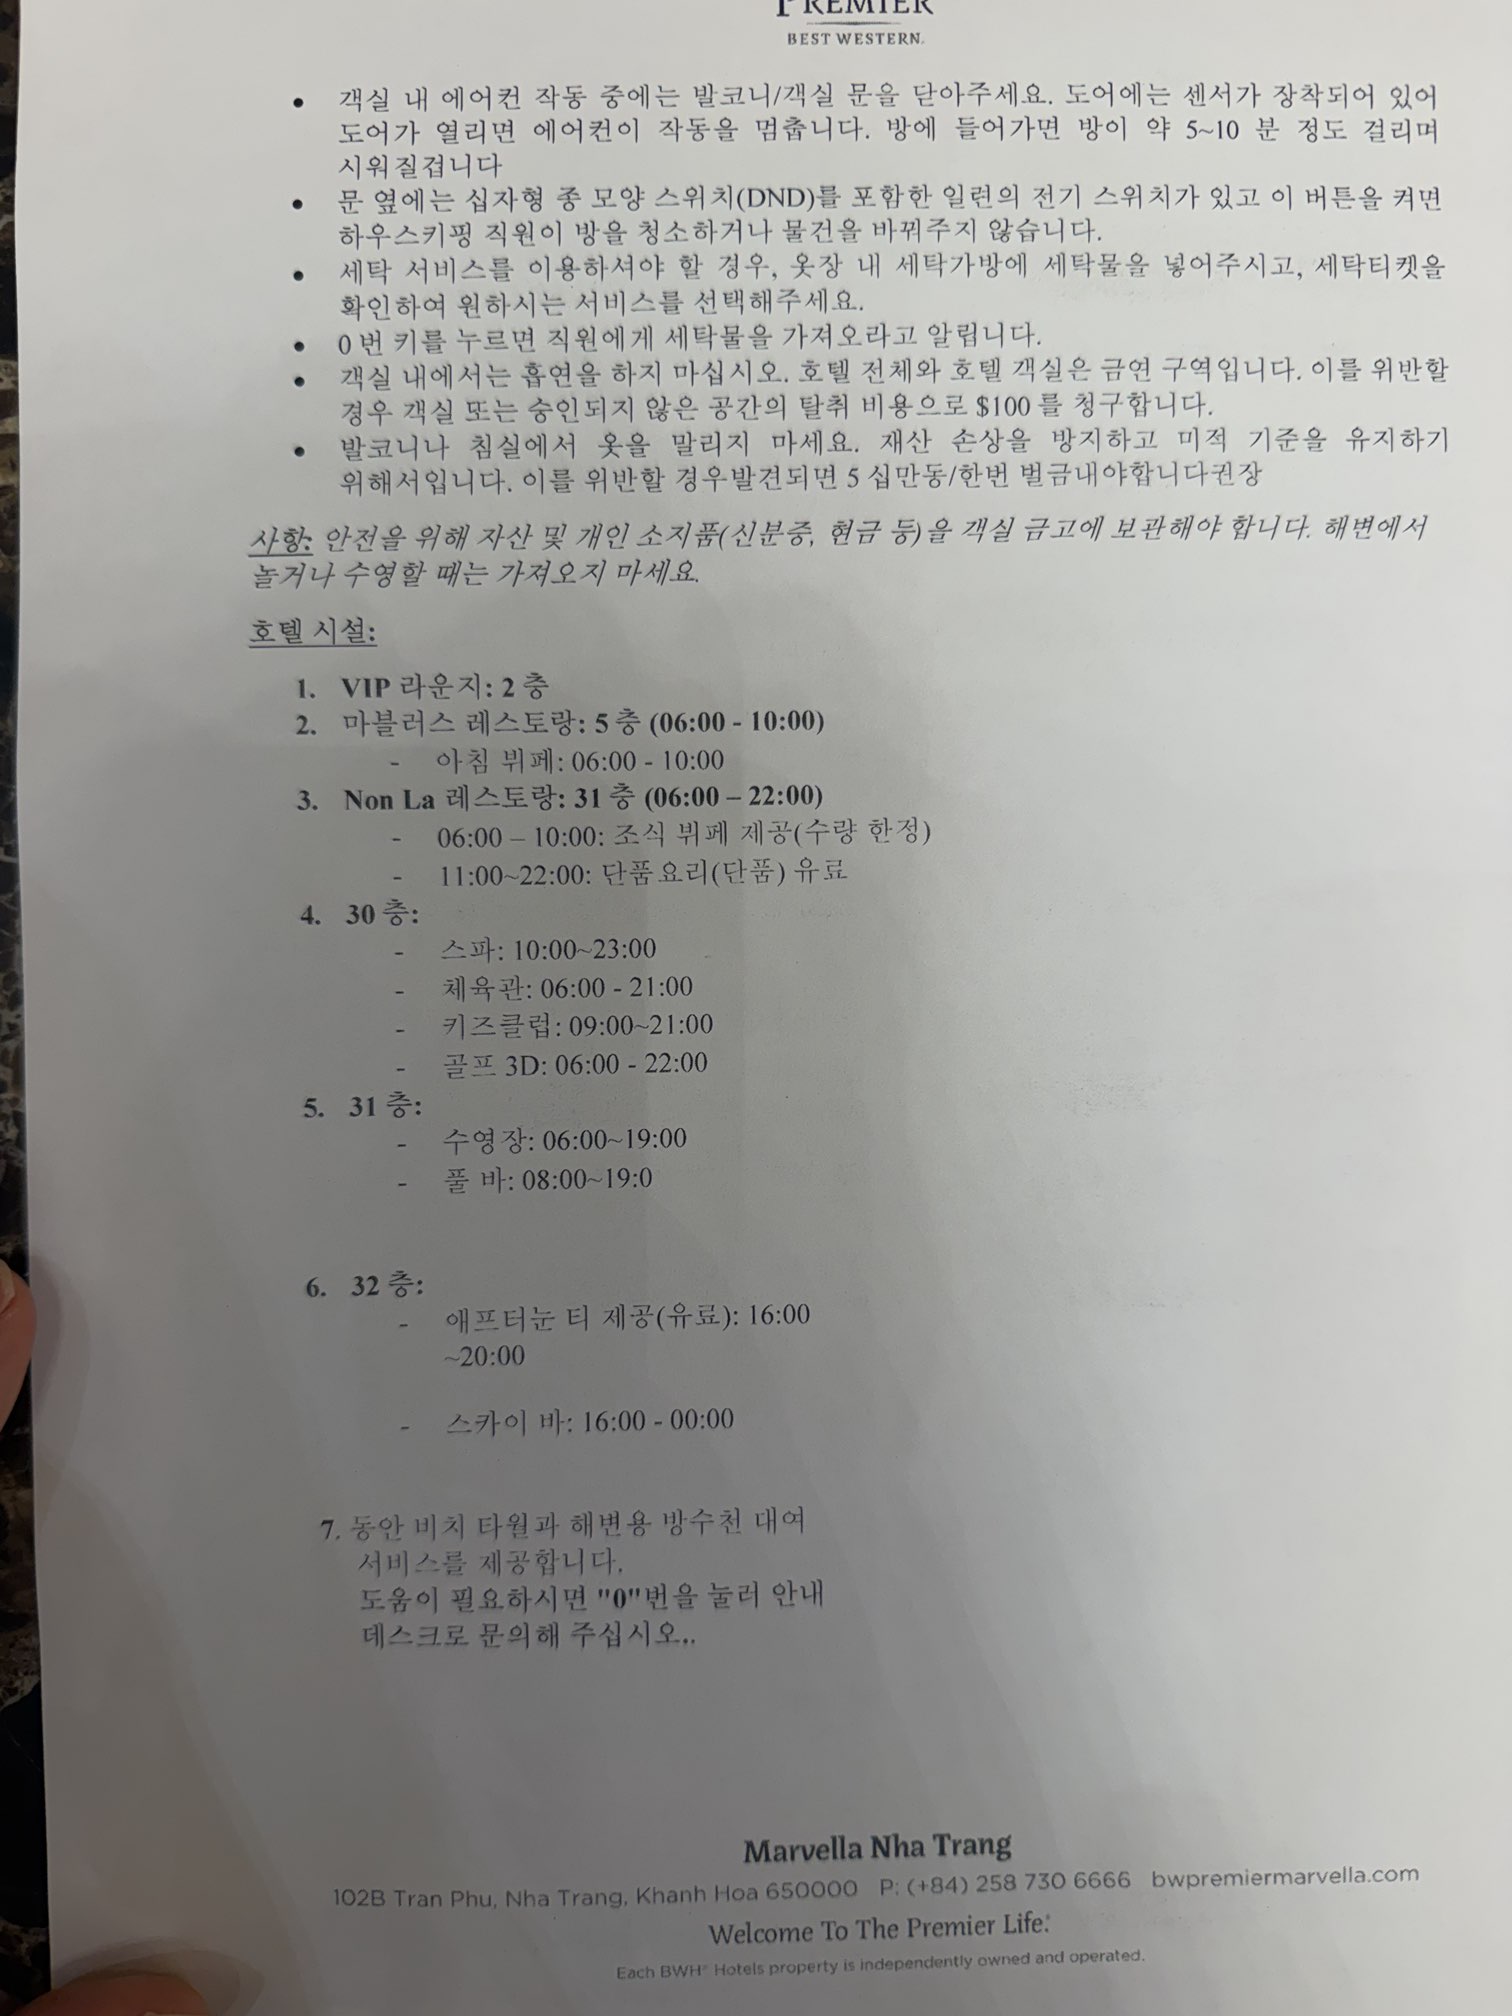 PREMIER
BEST WESTERN.
• 객실 내 에어컨 작동 중에는 발코니/객실 문을 닫아주세요. 도어에는 센서가 장착되어 있어
도어가 열리면 에어컨이 작동을 멈춥니다. 방에 들어가면 방이 약 5~10 분 정도 걸리며
시워질겁니다
• 문 옆에는 십자형 종 모양 스위치(DND)를 포함한 일련의 전기 스위치가 있고 이 버튼을 켜면
하우스키핑 직원이 방을 청소하거나 물건을 바꿔주지 않습니다.
• 세탁 서비스를 이용하셔야 할 경우, 옷장 내 세탁가방에 세탁물을 넣어주시고, 세탁티켓을
확인하여 원하시는 서비스를 선택해주세요.
• 0 번 키를 누르면 직원에게 세탁물을 가져오라고 알립니다.
• 객실 내에서는 흡연을 하지 마십시오. 호텔 전체와 호텔 객실은 금연 구역입니다. 이를 위반할
경우 객실 또는 승인되지 않은 공간의 탈취 비용으로 $100 를 청구합니다.
• 발코니나 침실에서 옷을 말리지 마세요. 재산 손상을 방지하고 미적 기준을 유지하기
위해서입니다. 이를 위반할 경우발견되면 5 십만동/한번 벌금내야합니다권장
사항: 안전을 위해 자산 및 개인 소지품(신분증, 현금 등)을 객실 금고에 보관해야 합니다. 해변에서
놀거나 수영할 때는 가져오지 마세요.
호텔 시설:
1. VIP 라운지: 2 층
2. 마블러스 레스토랑: 5 층 (06:00 - 10:00)
- 아침 뷔페: 06:00 - 10:00
3. Non La 레스토랑: 31 층 (06:00 – 22:00)
- 06:00 – 10:00: 조식 뷔페 제공(수량 한정)
- 11:00~22:00: 단품요리(단품) 유료
4. 30 층:
- 스파: 10:00~23:00
- 체육관: 06:00 - 21:00
- 키즈클럽: 09:00~21:00
- 골프 3D: 06:00 - 22:00
5. 31 층:
- 수영장: 06:00~19:00
- 풀 바: 08:00~19:0
6. 32 층:
- 애프터눈 티 제공(유료): 16:00
~20:00
- 스카이 바: 16:00 - 00:00
7. 동안 비치 타월과 해변용 방수천 대여
서비스를 제공합니다.
도움이 필요하시면 "0"번을 눌러 안내
데스크로 문의해 주십시오..
Marvella Nha Trang
102B Tran Phu, Nha Trang, Khanh Hoa 650000 P: (+84) 258 730 6666 bwpremiermarvella.com
Welcome To The Premier Life.®
Each BWH® Hotels property is independently owned and operated.